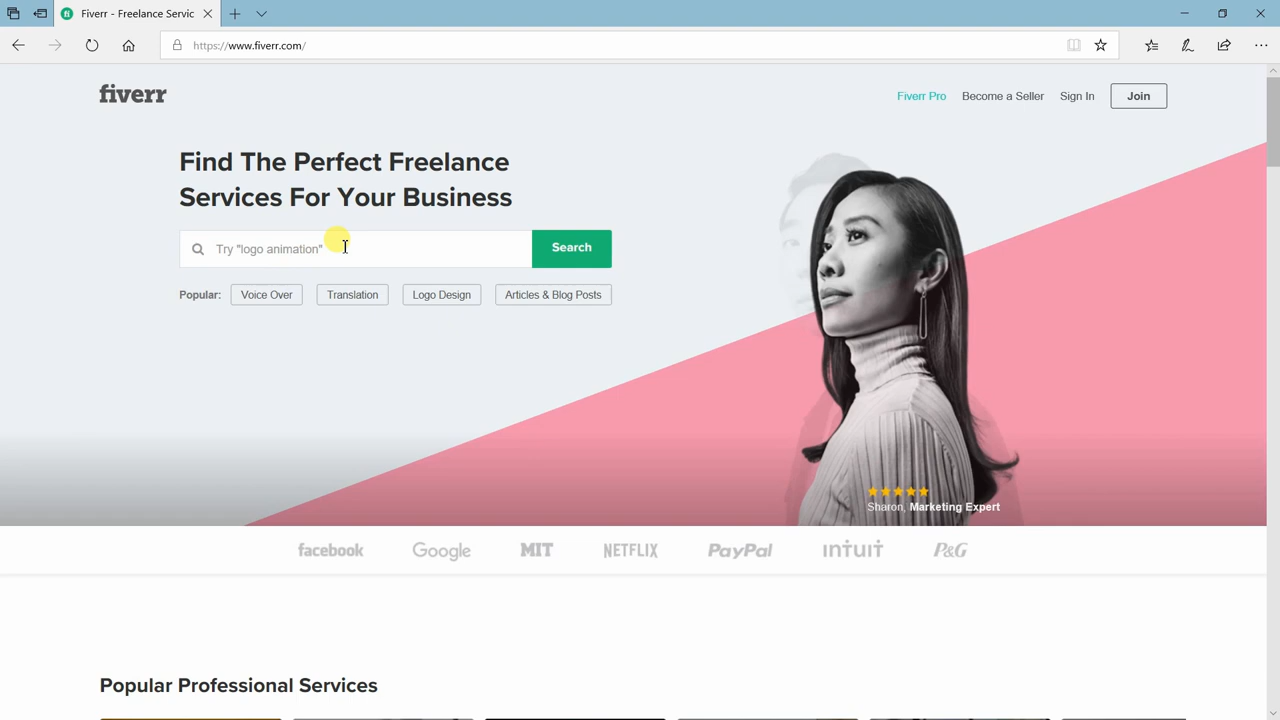 Fiverr - Freelance Servic
https://www.fiverr.com/
fiverr
Fiverr Pro
Become a Seller
Sign In
Join
Find The Perfect Freelance
Services For Your Business
Try "logo animation"
Search
Popular:
Voice Over
Translation
Logo Design
Articles & Blog Posts
Sharon, Marketing Expert
facebook
Google
MIT
NETFLIX
PayPal
intuit
P&G
Popular Professional Services